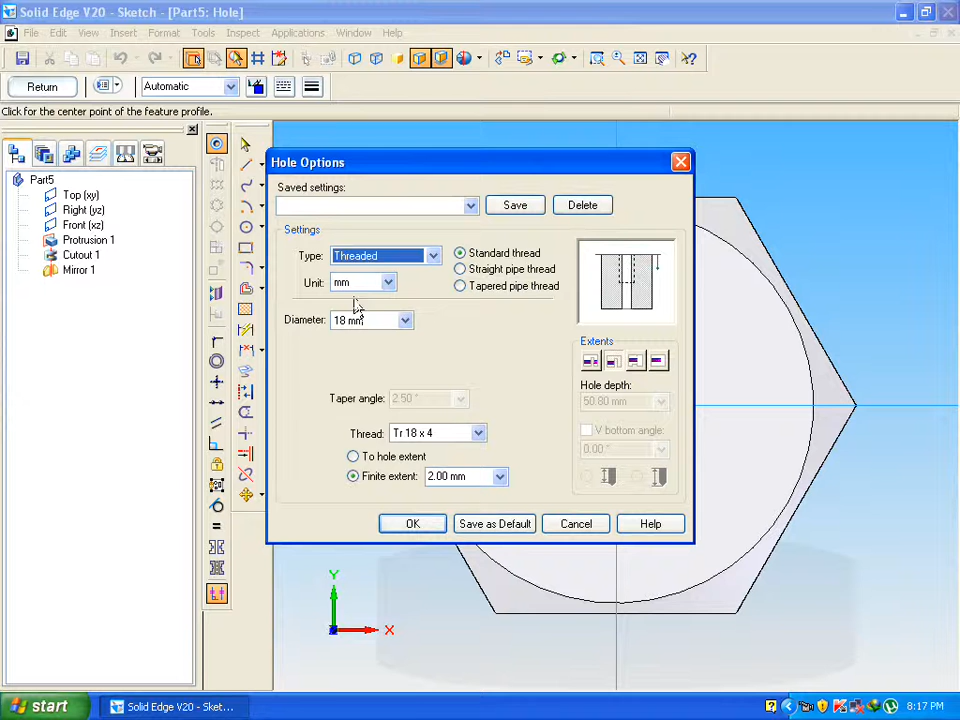 Solid Edge V20 - Sketch - [Part5: Hole]
File Edit View Insert Format Tools Inspect Applications Window Help
Return
Automatic
Click for the center point of the feature profile.
Part5
Top (xy)
Right (yz)
Front (xz)
Protrusion 1
Cutout 1
Mirror 1
Hole Options
Saved settings:
Save
Delete
Settings
Type: Threaded
Unit: mm
Standard thread
Straight pipe thread
Tapered pipe thread
Diameter: 18 mm
Extents
Hole depth:
50.80 mm
Taper angle: 2.50 °
V bottom angle:
0.00 °
Thread: Tr 18 x 4
To hole extent
Finite extent: 2.00 mm
OK
Save as Default
Cancel
Help
Y
X
start
Solid Edge V20 - Sket...
8:17 PM